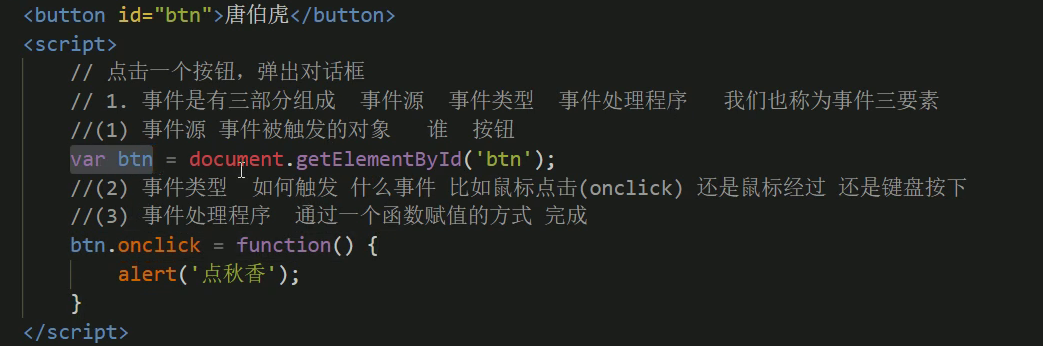 <button id="btn">唐伯虎</button>
<script>
// 点击一个按钮，弹出对话框
// 1. 事件是有三部分组成 事件源 事件类型 事件处理程序 我们也称为事件三要素
//(1) 事件源 事件被触发的对象 谁 按钮
var btn = document.getElementById('btn');
//(2) 事件类型 如何触发 什么事件 比如鼠标点击(onclick) 还是鼠标经过 还是键盘按下
//(3) 事件处理程序 通过一个函数赋值的方式 完成
btn.onclick = function() {
alert('点秋香');
}
</script>